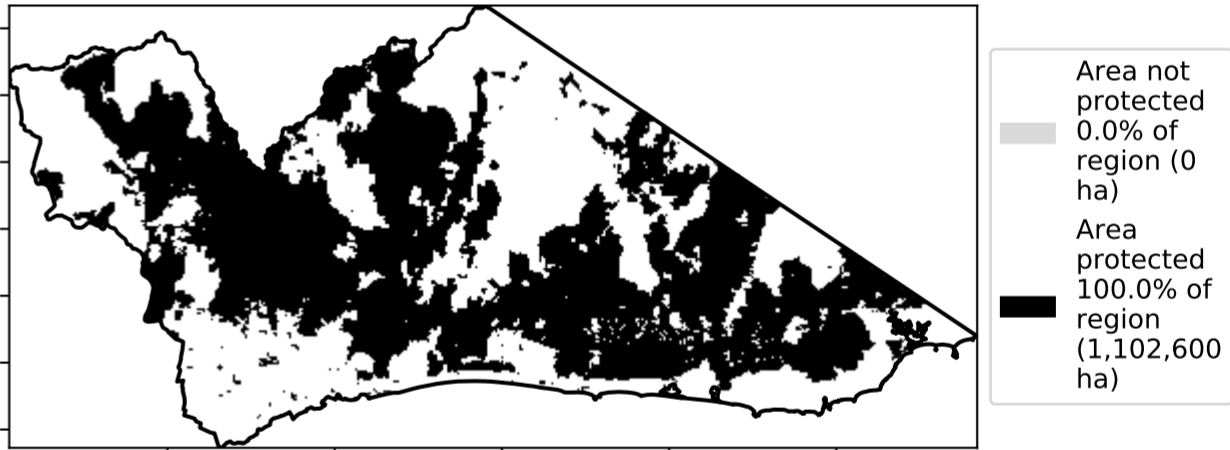 Area not
protected
0.0% of
region (0
ha)
Area
protected
100.0% of
region
(1,102,600
ha)